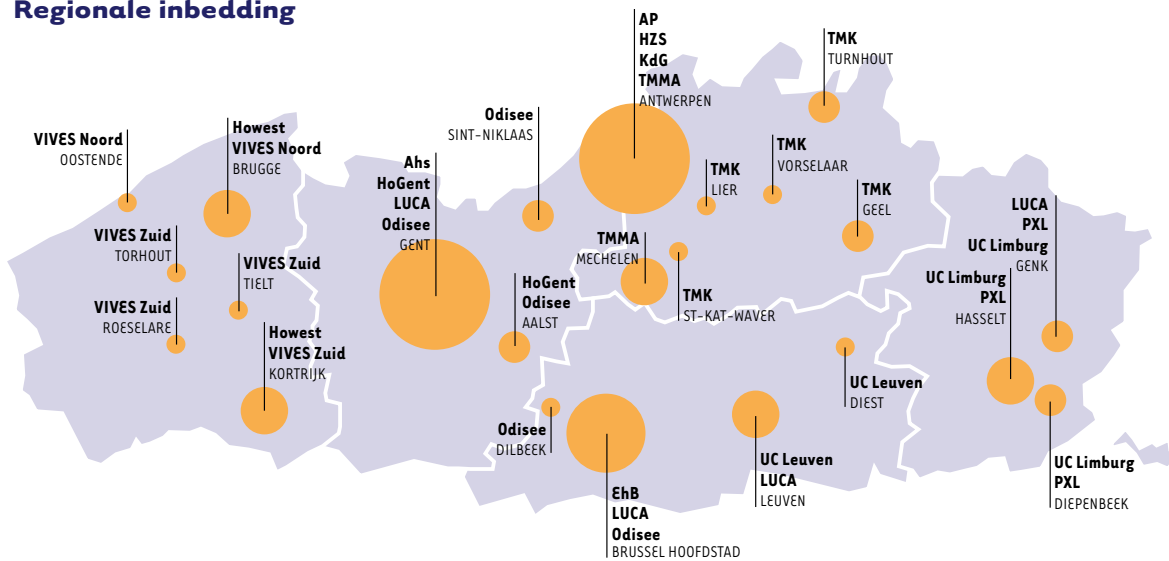 Regionale inbedding
AP
HZS
KdG
TMMA
ANTWERPEN
TMK
TURNHOUT
Odisee
SINT-NIKLAAS
VIVES Noord
OOSTENDE
Howest
VIVES Noord
BRUGGE
Ahs
HoGent
LUCA
Odisee
GENT
TMK
LIER
TMK
VORSELAAR
TMK
GEEL
LUCA
PXL
UC Limburg
GENK
VIVES Zuid
TORHOUT
VIVES Zuid
TIELT
TMMA
MECHELEN
HoGent
Odisee
AALST
TMK
ST-KAT-WAVER
UC Limburg
PXL
HASSELT
VIVES Zuid
ROESELARE
Howest
VIVES Zuid
KORTRIJK
UC Leuven
DIEST
Odisee
DILBEEK
UC Leuven
LUCA
LEUVEN
UC Limburg
PXL
DIEPENBEEK
EhB
LUCA
Odisee
BRUSSEL HOOFDSTAD